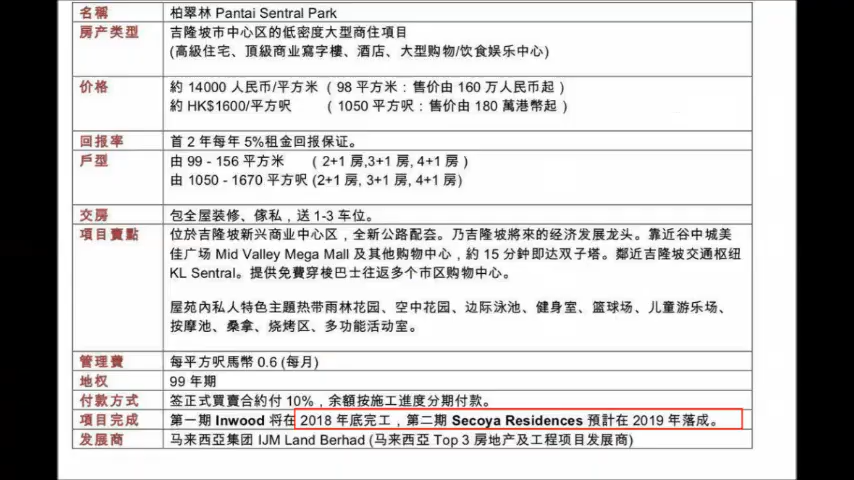 名稱 柏翠林 Pantai Sentral Park
房产类型 吉隆坡市中心区的低密度大型商住项目
(高級住宅、頂級商业寫字樓、酒店、大型购物/饮食娱乐中心)
价格 約 14000 人民币/平方米 (98 平方米：售价由 160 万人民币起)
約 HK$1600/平方呎 (1050 平方呎：售价由 180 萬港幣起)
回报率 首 2 年每年 5%租金回报保证。
戶型 由 99 - 156 平方米 (2+1 房,3+1 房, 4+1 房)
由 1050 - 1670 平方呎 (2+1 房, 3+1 房, 4+1 房)
交房 包全屋装修、傢私，送 1-3 车位。
項目賣點 位於吉隆坡新兴商业中心区，全新公路配套。乃吉隆坡將來的经济发展龙头。靠近谷中城美
佳广场 Mid Valley Mega Mall 及其他购物中心，約 15 分鈡即达双子塔。鄰近吉隆坡交通枢纽
KL Sentral。提供免費穿梭巴士往返多个市区购物中心。
屋苑內私人特色主題热带雨林花园、空中花园、边际泳池、健身室、篮球场、儿童游乐场、
按摩池、桑拿、烧烤区、多功能活动室。
管理費 每平方呎馬幣 0.6 (每月)
地权 99 年期
付款方式 签正式買賣合約付 10%，余額按施工進度分期付款。
項目完成 第一期 Inwood 将在 2018 年底完工，第二期 Secoya Residences 預計在 2019 年落成。
发展商 马来西亞集团 IJM Land Berhad (马来西亞 Top 3 房地产及工程项目发展商)